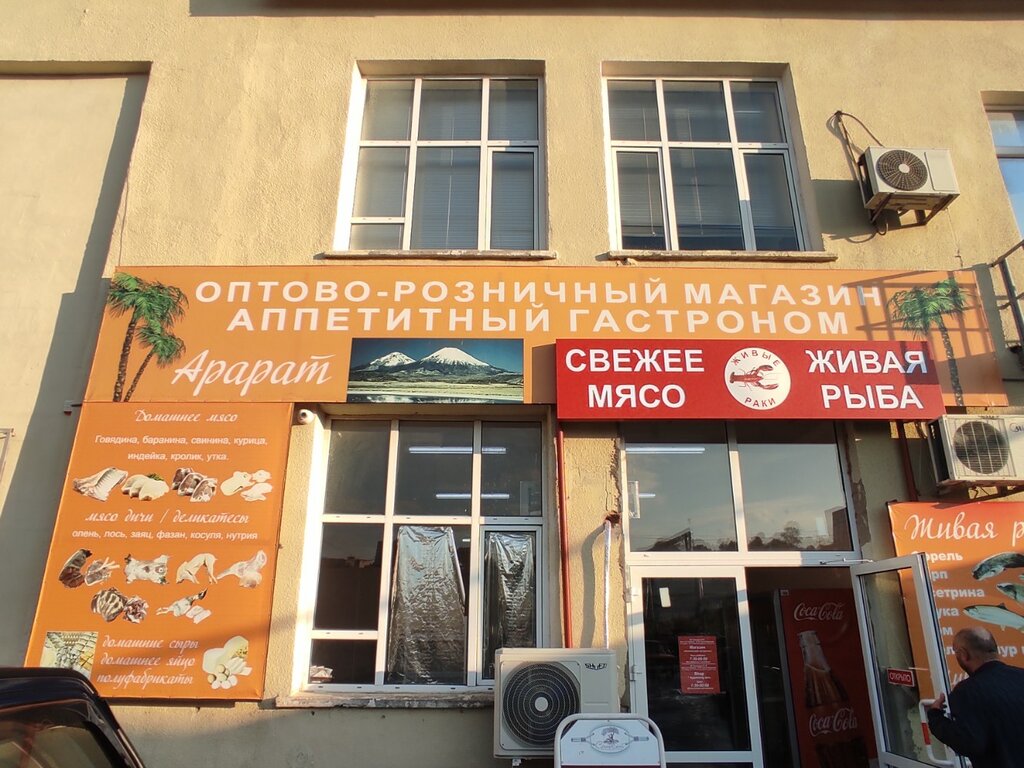 ОПТОВО-РОЗНИЧНЫЙ МАГАЗИН
АППЕТИТНЫЙ ГАСТРОНОМ
Арарат
СВЕЖЕЕ
МЯСО
ЖИВЫЕ
РАКИ
ЖИВАЯ
РЫБА
Домашнее мясо
Говядина, баранина, свинина, курица,
индейка, кролик, утка.
мясо дичи / деликатесы
олень, лось, заяц, фазан, косуля, нутрия
домашние сыры
домашнее яйцо
полуфабрикаты
Живая
Магазин
Coca-Cola
Coca-Cola
ОТКРЫТО